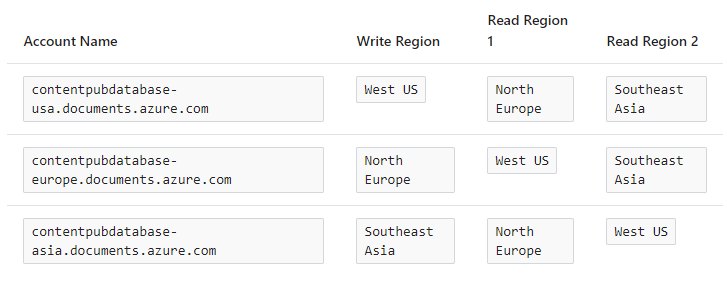 Account Name Write Region Read Region 1 Read Region 2
contentpubdatabase-
usa.documents.azure.com
West US
North
Europe
Southeast
Asia
contentpubdatabase-
europe.documents.azure.com
North
Europe
West US
Southeast
Asia
contentpubdatabase-
asia.documents.azure.com
Southeast
Asia
North
Europe
West US